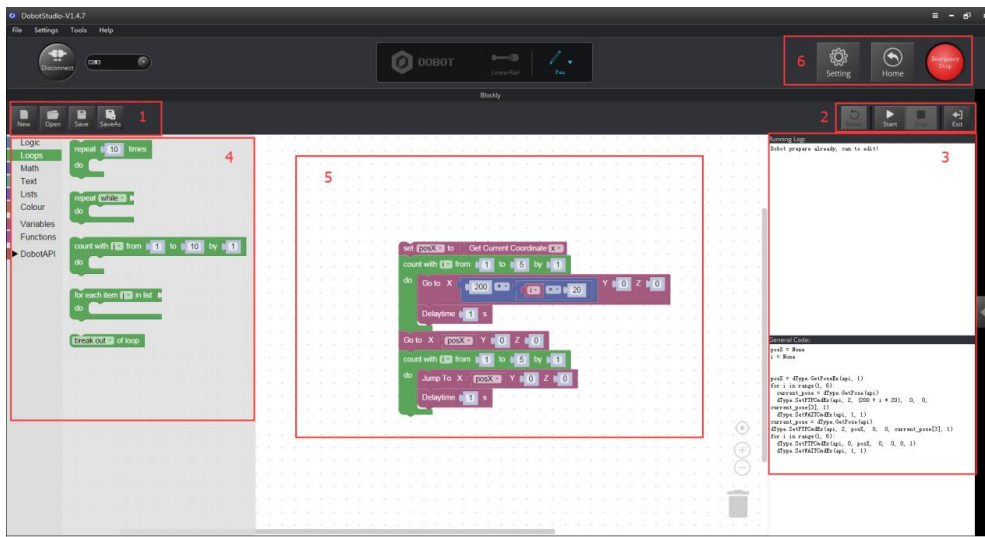 DobotStudio-V1.4.7
File Settings Tools Help
Disconnect
COM3
DOBOT
LinearRail
Pen
6
Setting
Home
Emergency Stop
Blockly
New Open Save SaveAs
1
2
Start
Stop
Exit
Logic
Loops
Math
Text
Lists
Colour
Variables
Functions
DobotAPI
4
repeat 10 times
do
repeat while
do
count with i from 1 to 10 by 1
do
for each item j in list
do
break out of loop
5
set posX to Get Current Coordinate x
count with i from 1 to 5 by 1
do Go to X 200 i 20 Y 0 Z 0
Delaytime 1 s
Go to X posX Y 0 Z 0
count with i from 1 to 5 by 1
do Jump To X posX Y 0 Z 0
Delaytime 1 s
Running Log:
Dobot prepare already, can to edit!
3
General Code:
posX = None
i = None
posX = dType.GetPoseEx(api, 1)
for i in range(1, 6):
current_pose = dType.GetPose(api)
dType.SetPTPCmdEx(api, 2, (200 + i * 20), 0, 0,
current_pose[3], 1)
dType.SetWAITCmdEx(api, 1, 1)
current_pose = dType.GetPose(api)
dType.SetPTPCmdEx(api, 2, posX, 0, 0, current_pose[3], 1)
for i in range(1, 6):
dType.SetPTPCmdEx(api, 0, posX, 0, 0, 0, 1)
dType.SetWAITCmdEx(api, 1, 1)